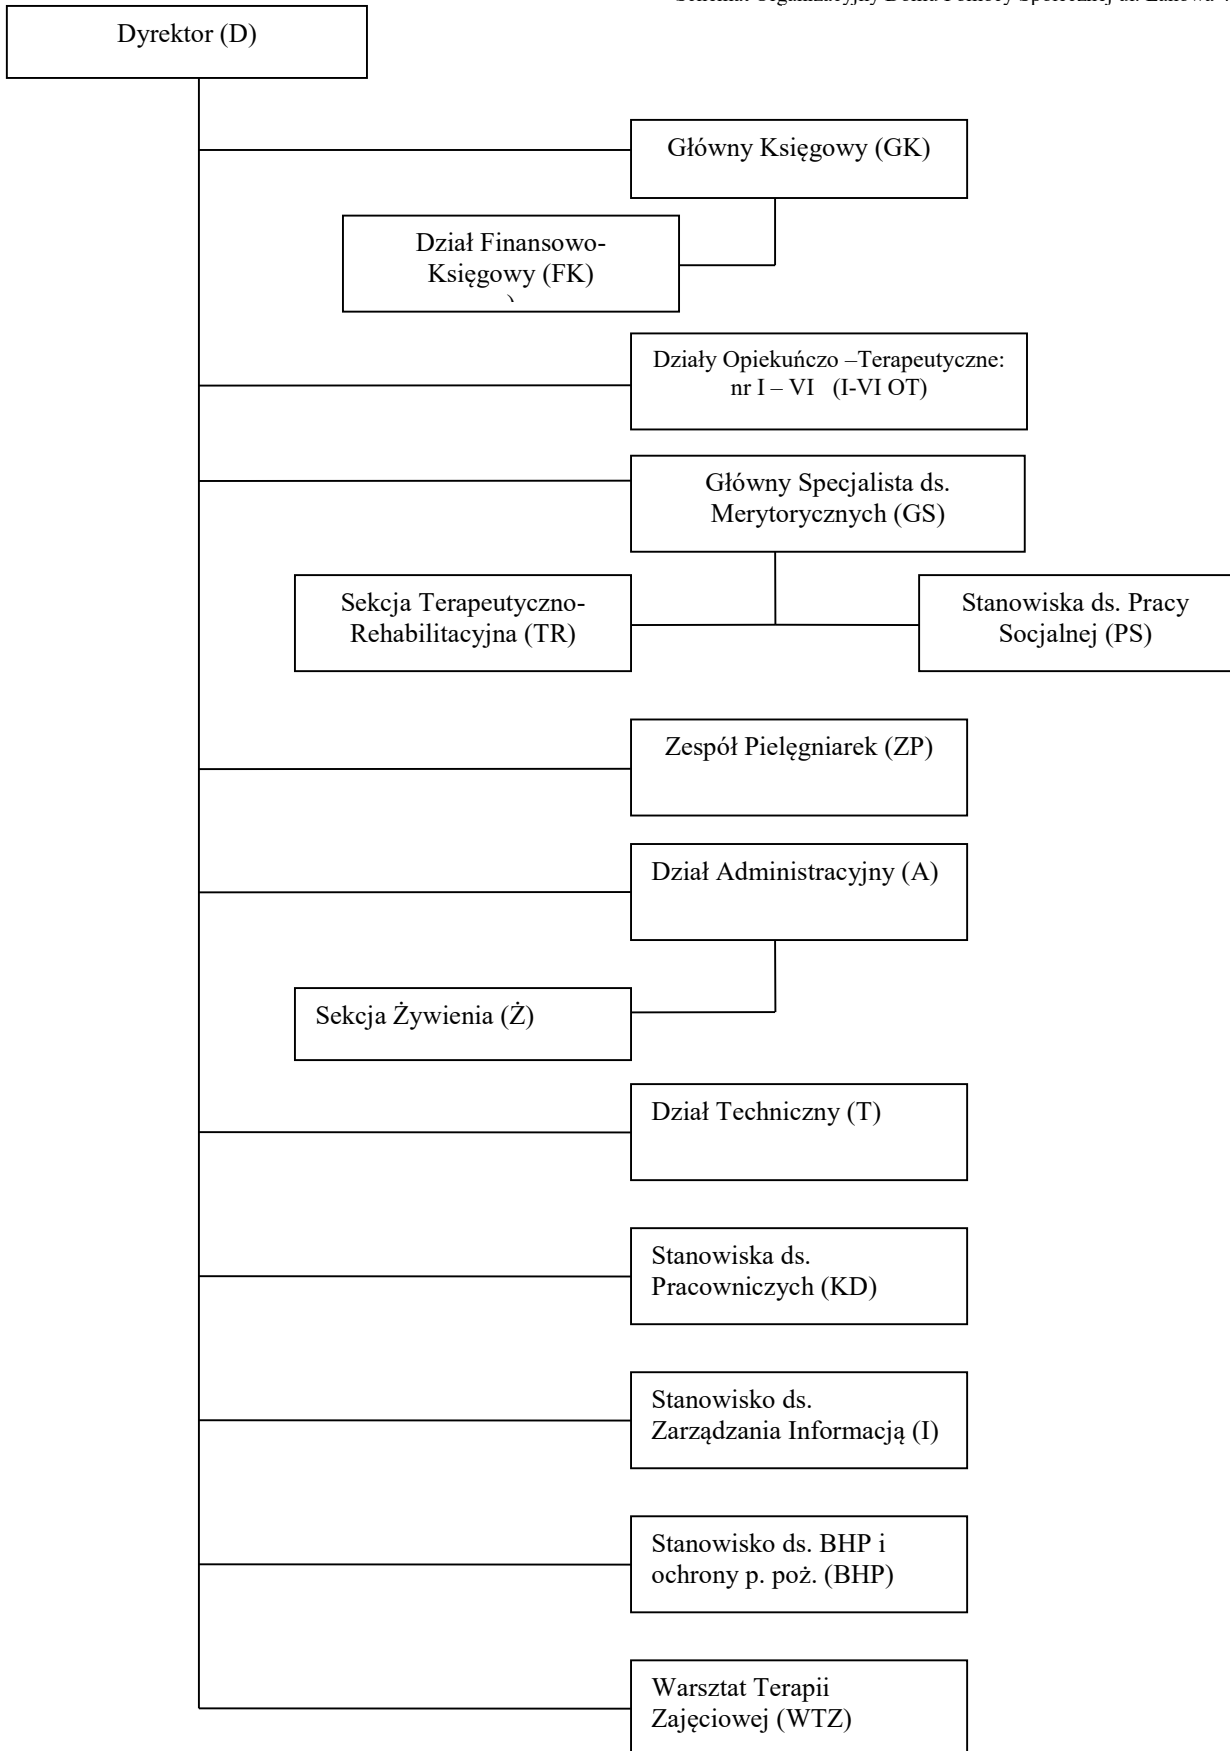 Dyrektor (D)
Główny Księgowy (GK)
Dział Finansowo-
Księgowy (FK)
)
Działy Opiekuńczo –Terapeutyczne:
nr I – VI (I-VI OT)
Główny Specjalista ds.
Merytorycznych (GS)
Sekcja Terapeutyczno-
Rehabilitacyjna (TR)
Stanowiska ds. Pracy
Socjalnej (PS)
Zespół Pielęgniarek (ZP)
Dział Administracyjny (A)
Sekcja Żywienia (Ż)
Dział Techniczny (T)
Stanowiska ds.
Pracowniczych (KD)
Stanowisko ds.
Zarządzania Informacją (I)
Stanowisko ds. BHP i
ochrony p. poż. (BHP)
Warsztat Terapii
Zajęciowej (WTZ)